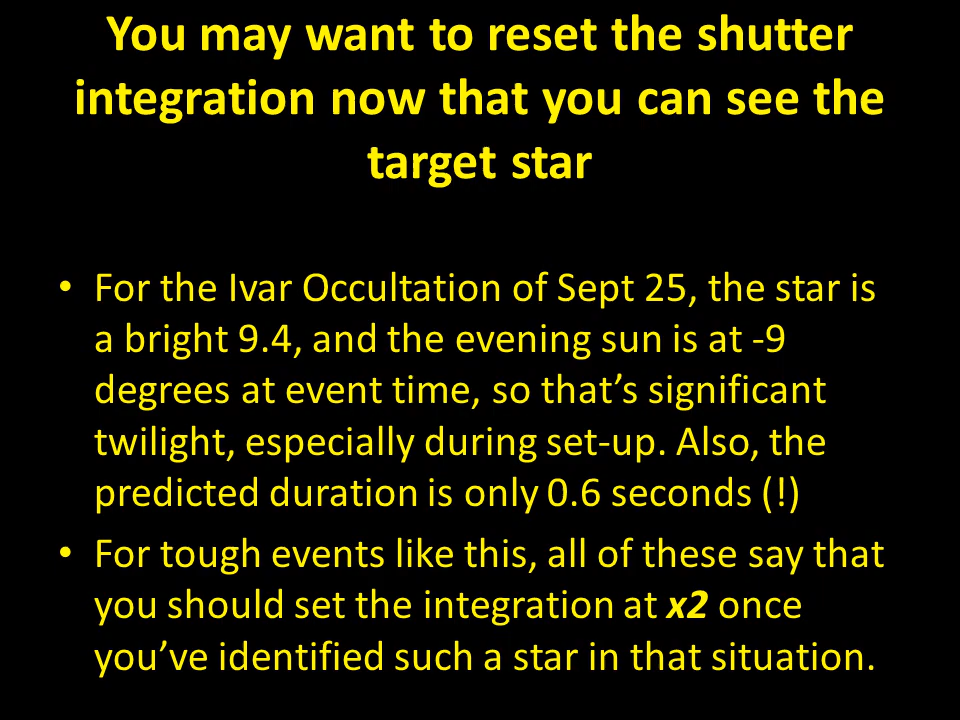 You may want to reset the shutter
integration now that you can see the
target star
• For the Ivar Occultation of Sept 25, the star is
a bright 9.4, and the evening sun is at -9
degrees at event time, so that’s significant
twilight, especially during set-up. Also, the
predicted duration is only 0.6 seconds (!)
• For tough events like this, all of these say that
you should set the integration at x2 once
you’ve identified such a star in that situation.